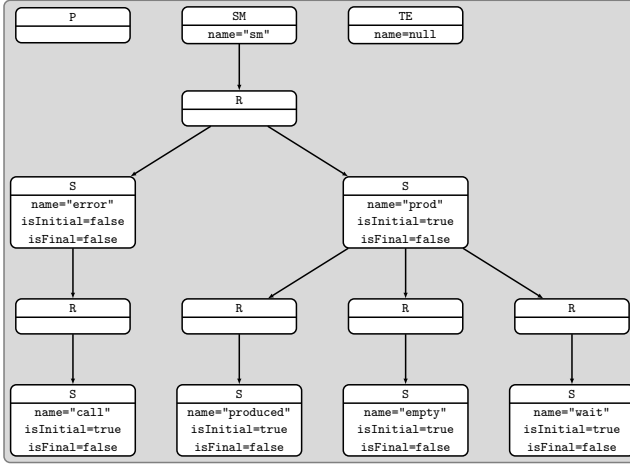 P
SM
name="sm"
TE
name=null
R
S
name="error"
isInitial=false
isFinal=false
S
name="prod"
isInitial=true
isFinal=false
R
R
R
R
S
name="call"
isInitial=true
isFinal=false
S
name="produced"
isInitial=true
isFinal=false
S
name="empty"
isInitial=true
isFinal=false
S
name="wait"
isInitial=true
isFinal=false